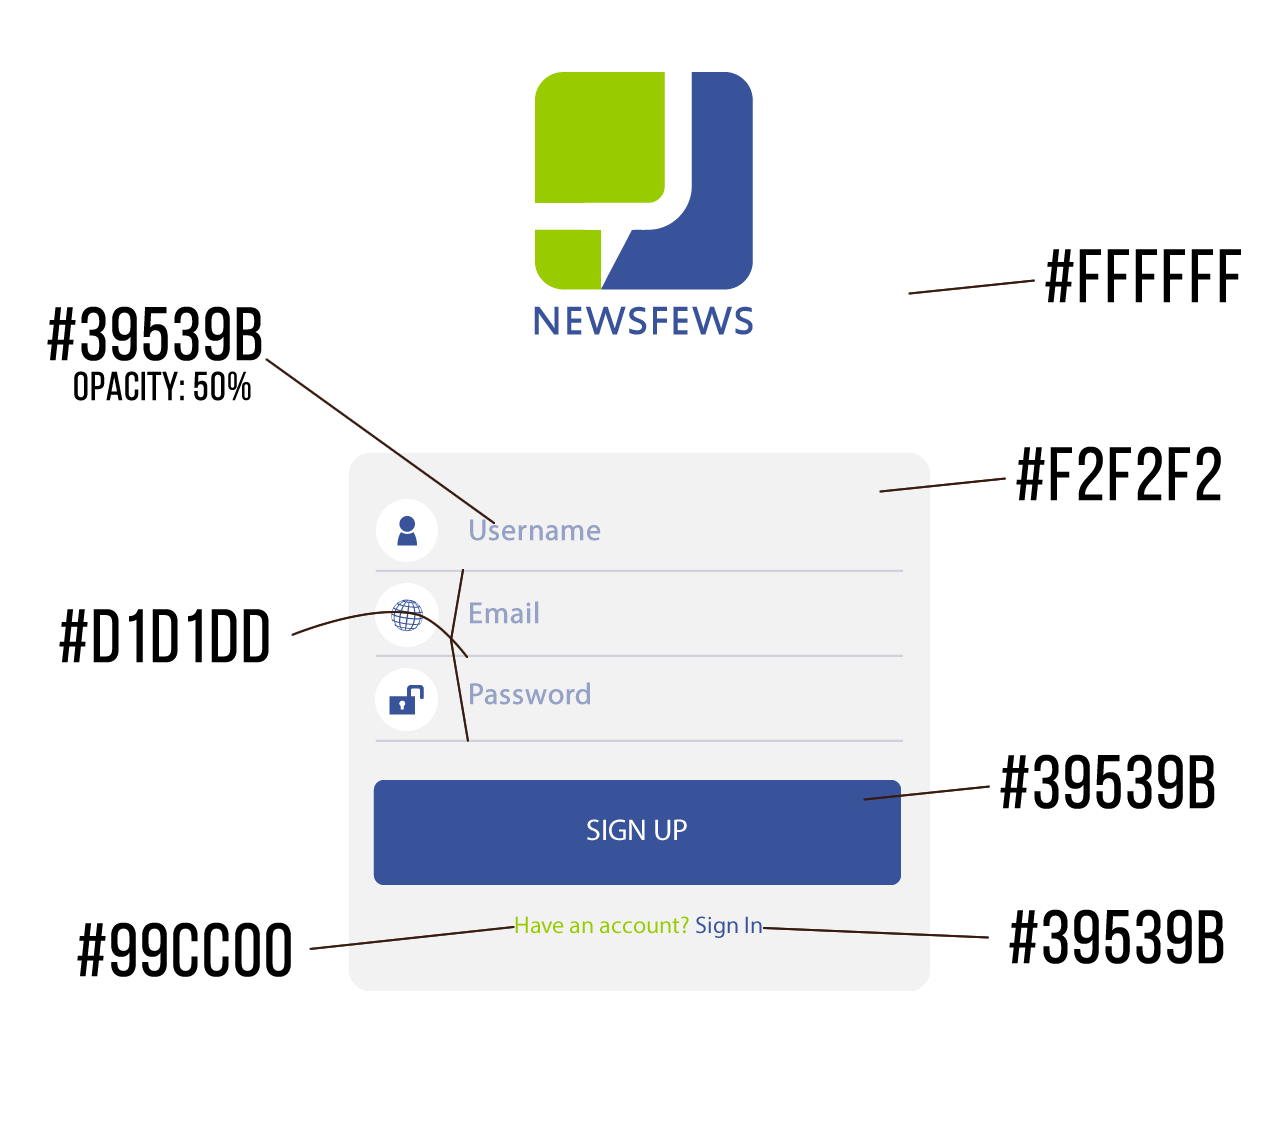 NEWSFEWS
#FFFFFF
#39539B
OPACITY: 50%
#F2F2F2
Username
Email
#D1D1DD
Password
#39539B
SIGN UP
Have an account? Sign In
#99CC00
#39539B